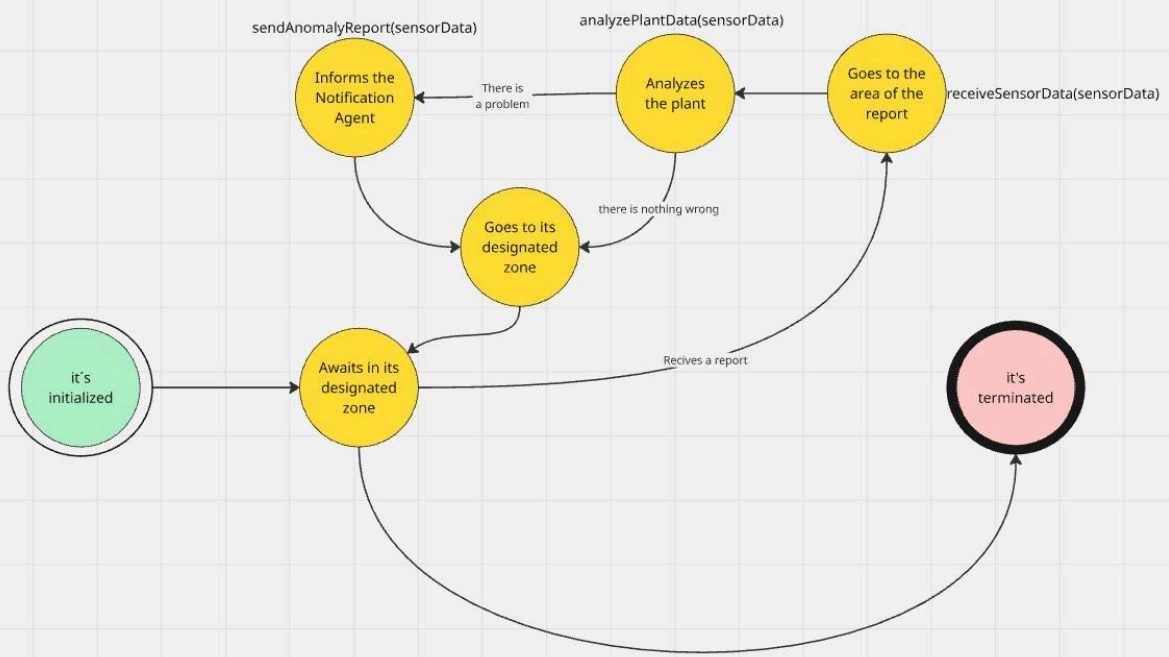 sendAnomalyReport(sensorData)
analyzePlantData(sensorData)
Informs the
Notification
Agent
There is
a problem
Analyzes
the plant
Goes to the
area of the
report
receiveSensorData(sensorData)
Goes to its
designated
zone
there is nothing wrong
it´s
initialized
Awaits in its
designated
zone
Recives a report
it's
terminated